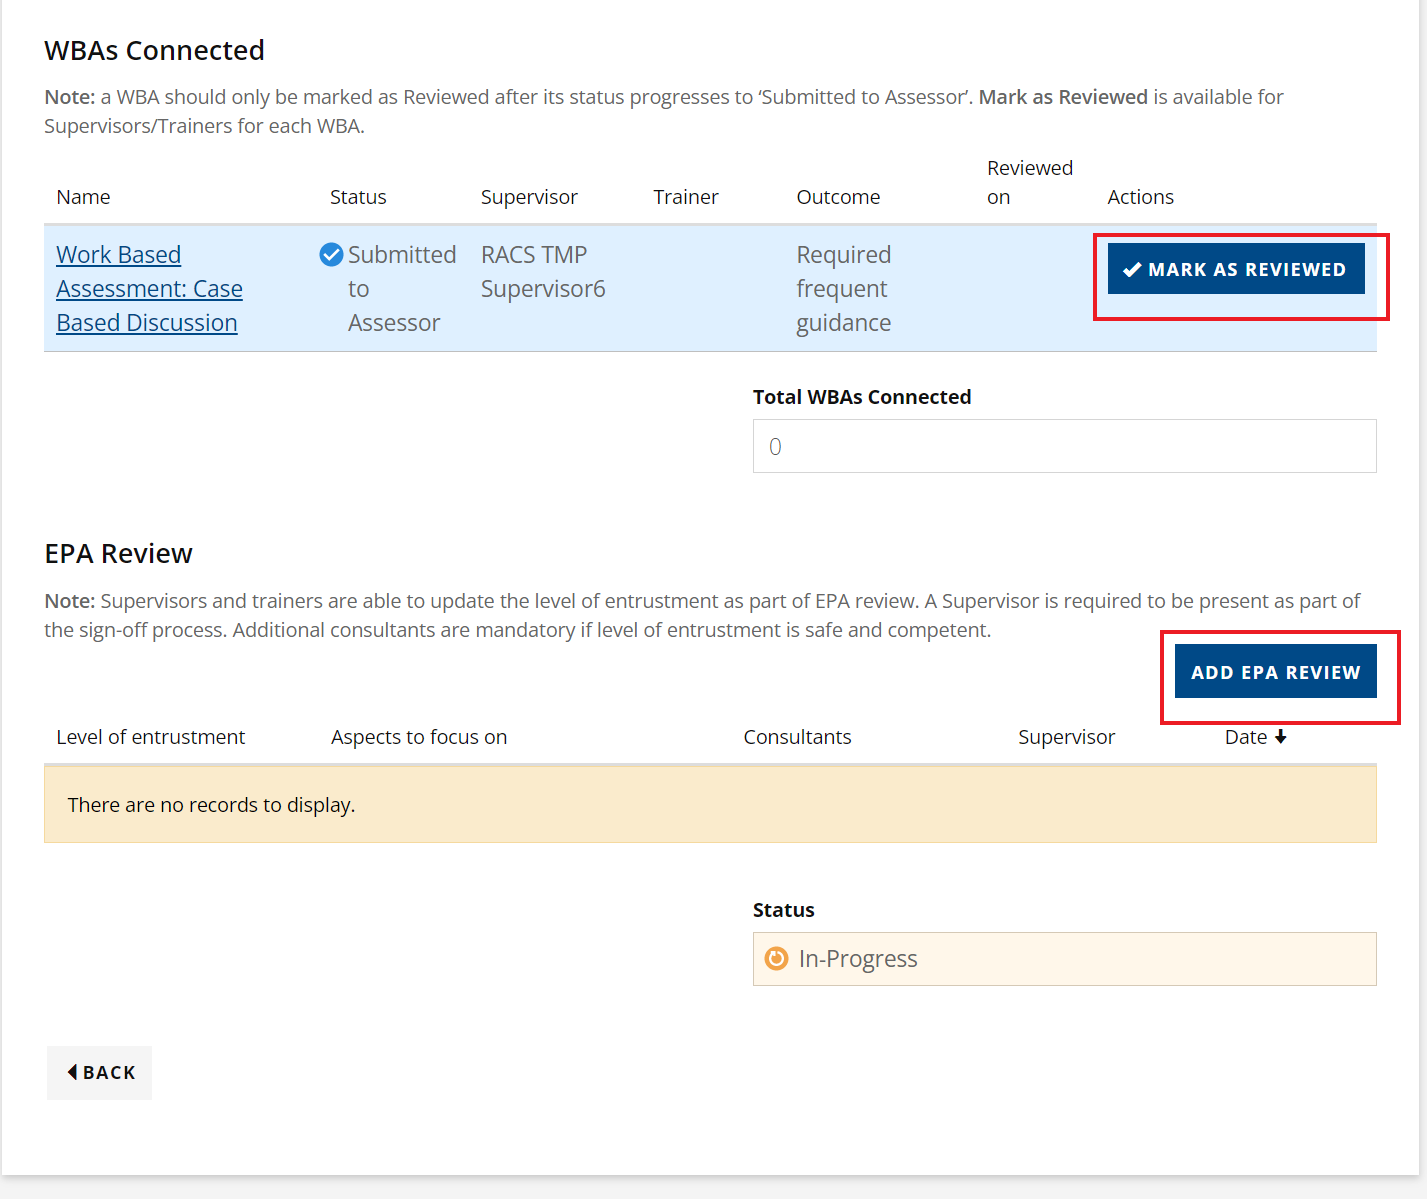 WBAs Connected
Note: a WBA should only be marked as Reviewed after its status progresses to ‘Submitted to Assessor’. Mark as Reviewed is available for
Supervisors/Trainers for each WBA.
Name Status Supervisor Trainer Outcome Reviewed on Actions
Work Based Assessment: Case Based Discussion
Submitted to Assessor
RACS TMP Supervisor6
Required frequent guidance
MARK AS REVIEWED
Total WBAs Connected
0
EPA Review
Note: Supervisors and trainers are able to update the level of entrustment as part of EPA review. A Supervisor is required to be present as part of
the sign-off process. Additional consultants are mandatory if level of entrustment is safe and competent.
ADD EPA REVIEW
Level of entrustment Aspects to focus on Consultants Supervisor Date
There are no records to display.
Status
In-Progress
BACK